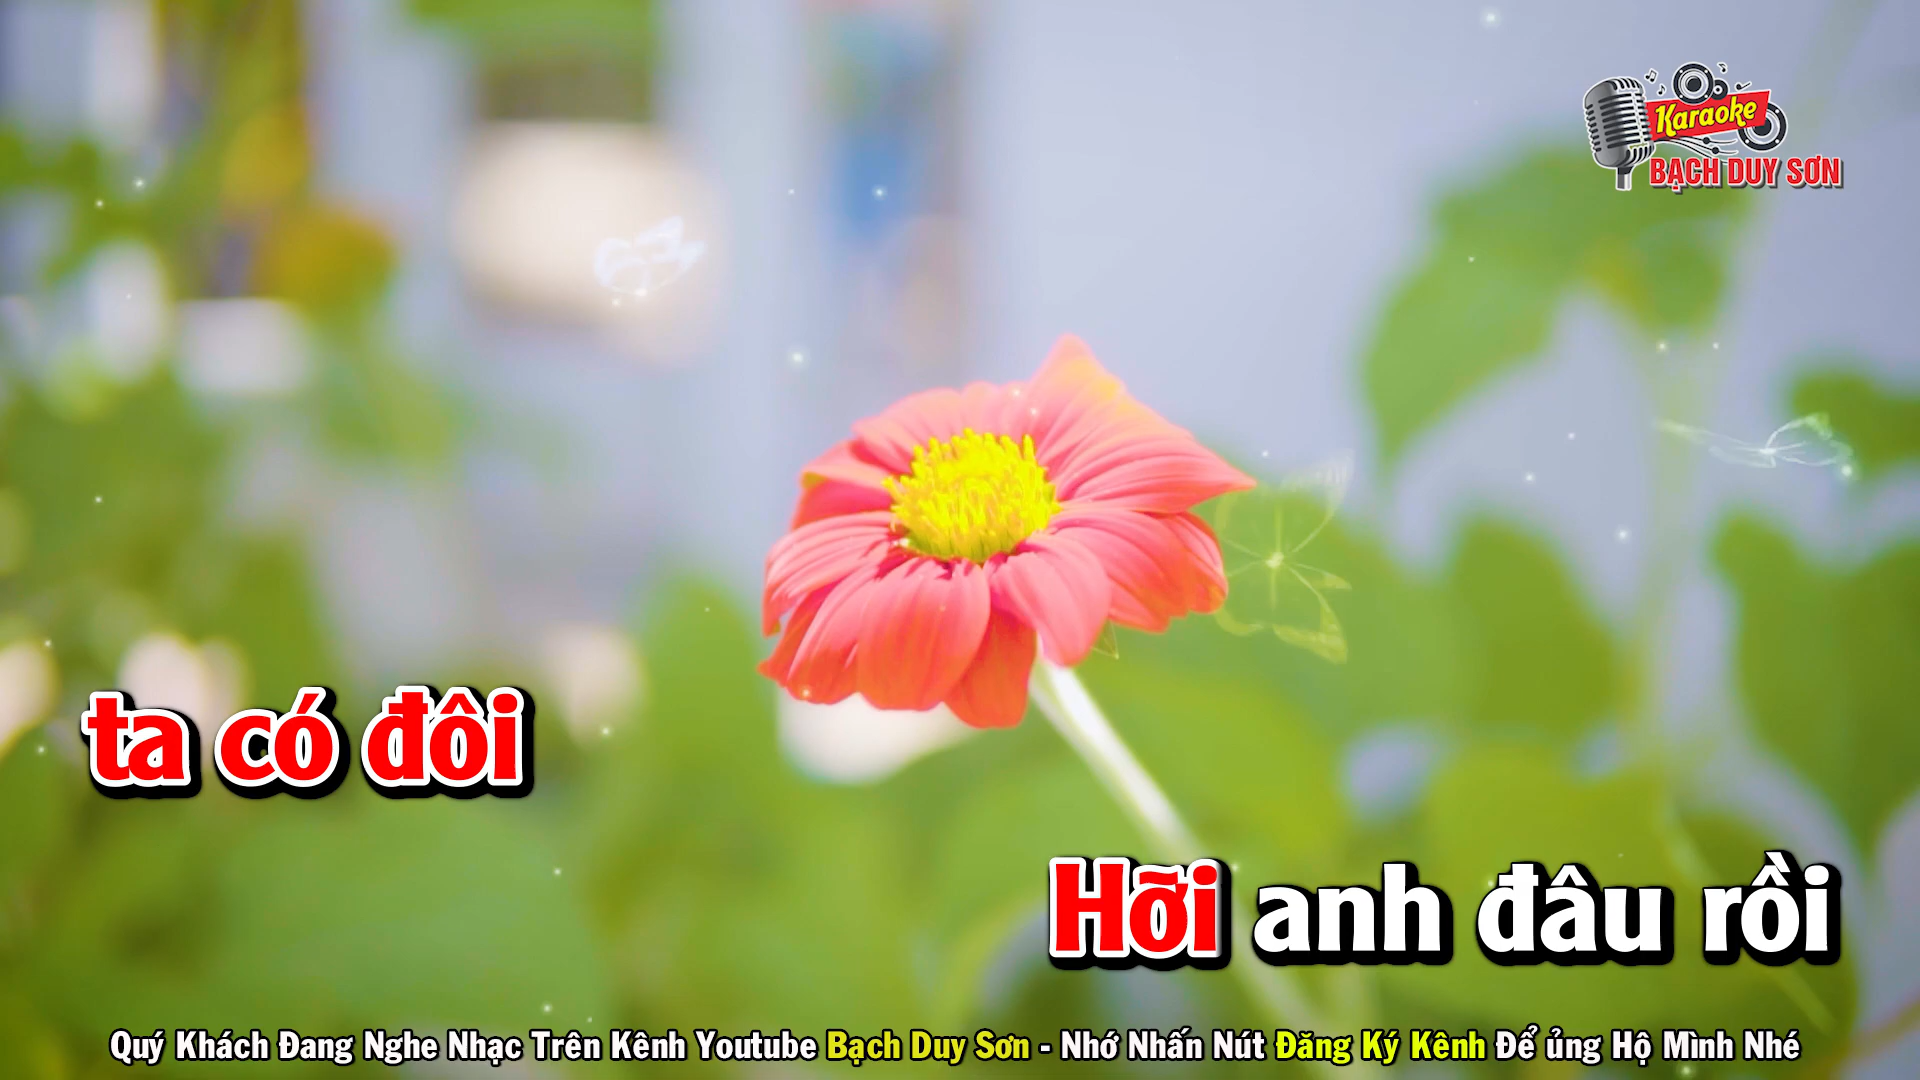 Karaoke
BẠCH DUY SƠN
ta có đôi
Hỡi anh đâu rồi
Quý Khách Đang Nghe Nhạc Trên Kênh Youtube Bạch Duy Sơn - Nhớ Nhấn Nút Đăng Ký Kênh Để ủng Hộ Mình Nhé